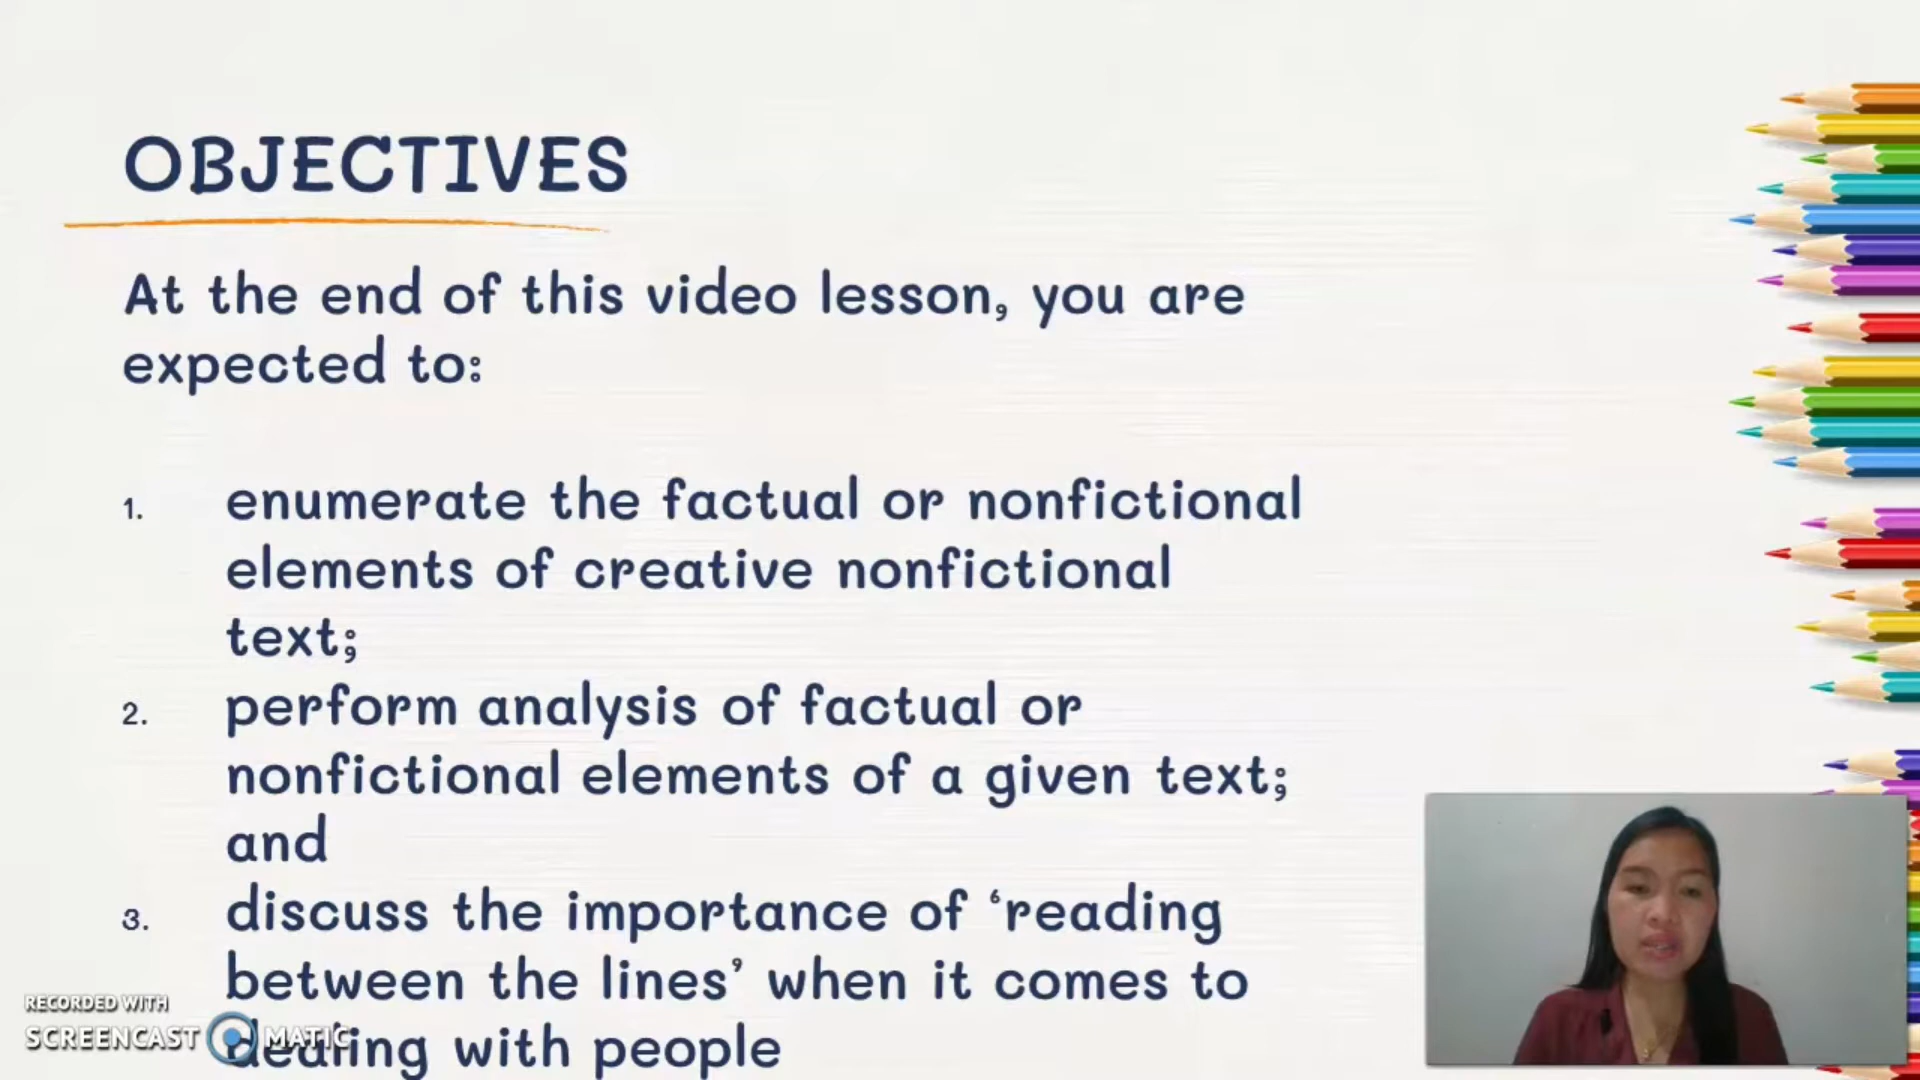 OBJECTIVES
At the end of this video lesson, you are
expected to:
1. enumerate the factual or nonfictional
elements of creative nonfictional
text;
2. perform analysis of factual or
nonfictional elements of a given text;
and
3. discuss the importance of ‘reading
between the lines’ when it comes to
dealing with people
RECORDED WITH
SCREENCAST MATIC